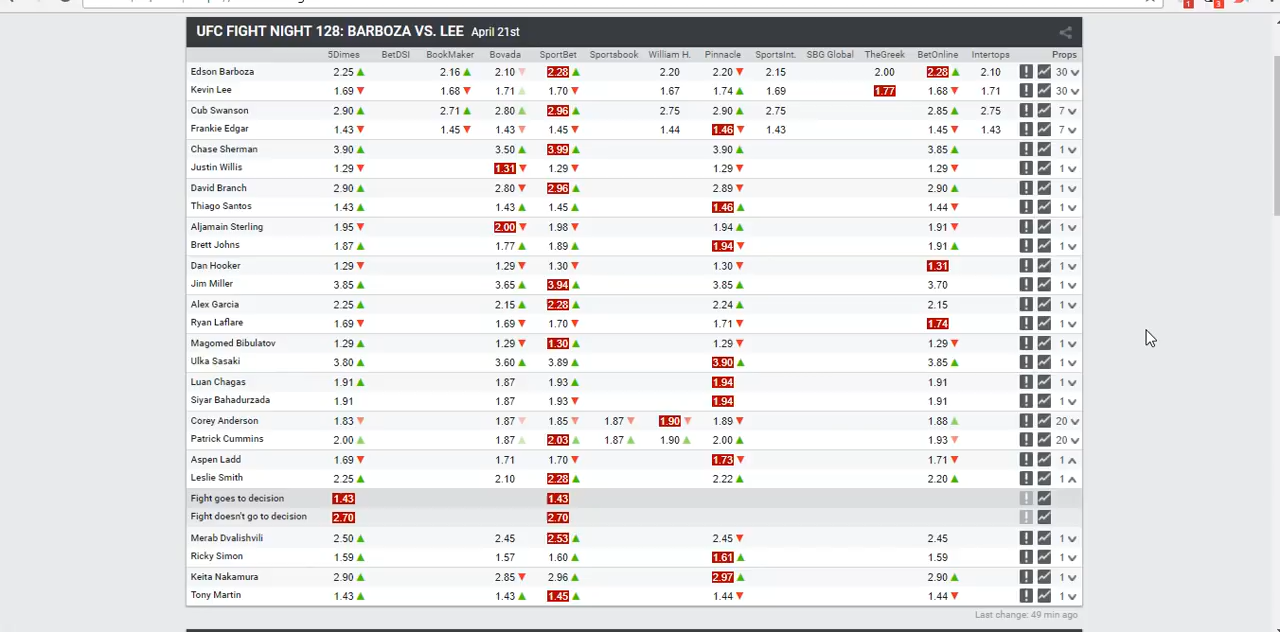 1 3
UFC FIGHT NIGHT 128: BARBOZA VS. LEE April 21st
5Dimes BetDSI BookMaker Bovada SportBet Sportsbook William H. Pinnacle SportsInt. SBG Global TheGreek BetOnline Intertops Props
Edson Barboza 2.25▲ 2.16▲ 2.10▼ 2.28▲ 2.20 2.20▼ 2.15 2.00 2.28▲ 2.10 30
Kevin Lee 1.69▼ 1.68▼ 1.71▲ 1.70▼ 1.67 1.74▲ 1.69 1.77 1.68▼ 1.71 30
Cub Swanson 2.90▲ 2.71▲ 2.80▲ 2.96▲ 2.75 2.90▲ 2.75 2.85▲ 2.75 7
Frankie Edgar 1.43▼ 1.45▼ 1.43▼ 1.45▼ 1.44 1.46▼ 1.43 1.45▼ 1.43 7
Chase Sherman 3.90▲ 3.50▲ 3.99▲ 3.90▲ 3.85▲ 1
Justin Willis 1.29▼ 1.31▼ 1.29▼ 1.29▼ 1.29▼ 1
David Branch 2.90▲ 2.80▼ 2.96▲ 2.89▼ 2.90▲ 1
Thiago Santos 1.43▲ 1.43▲ 1.45▲ 1.46▲ 1.44▼ 1
Aljamain Sterling 1.95▼ 2.00▼ 1.98▼ 1.94▲ 1.91▼ 1
Brett Johns 1.87▲ 1.77▲ 1.89▲ 1.94▼ 1.91▲ 1
Dan Hooker 1.29▼ 1.29▼ 1.30▼ 1.30▼ 1.31 1
Jim Miller 3.85▲ 3.65▲ 3.94▲ 3.85▲ 3.70 1
Alex Garcia 2.25▲ 2.15▲ 2.28▲ 2.24▲ 2.15 1
Ryan Laflare 1.69▼ 1.69▼ 1.70▼ 1.71▼ 1.74 1
Magomed Bibulatov 1.29▲ 1.29▼ 1.30▲ 1.29▼ 1.29▼ 1
Ulka Sasaki 3.80▲ 3.60▲ 3.89▲ 3.90▲ 3.85▲ 1
Luan Chagas 1.91▲ 1.87 1.93▲ 1.94 1.91 1
Siyar Bahadurzada 1.91 1.87 1.93▼ 1.94 1.91 1
Corey Anderson 1.83▼ 1.87▼ 1.85▼ 1.87▼ 1.90▼ 1.89▼ 1.88▲ 20
Patrick Cummins 2.00▲ 1.87▲ 2.03▲ 1.87▲ 1.90▲ 2.00▲ 1.93▼ 20
Aspen Ladd 1.69▼ 1.71 1.70▼ 1.73▼ 1.71▼ 1
Leslie Smith 2.25▲ 2.10 2.28▲ 2.22▲ 2.20▲ 1
Fight goes to decision 1.43 1.43
Fight doesn't go to decision 2.70 2.70
Merab Dvalishvili 2.50▲ 2.45 2.53▲ 2.45▼ 2.45 1
Ricky Simon 1.59▲ 1.57 1.60▲ 1.61▲ 1.59 1
Keita Nakamura 2.90▲ 2.85▼ 2.96▲ 2.97▲ 2.90▲ 1
Tony Martin 1.43▲ 1.43▲ 1.45▲ 1.44▼ 1.44▼ 1
Last change: 49 min ago